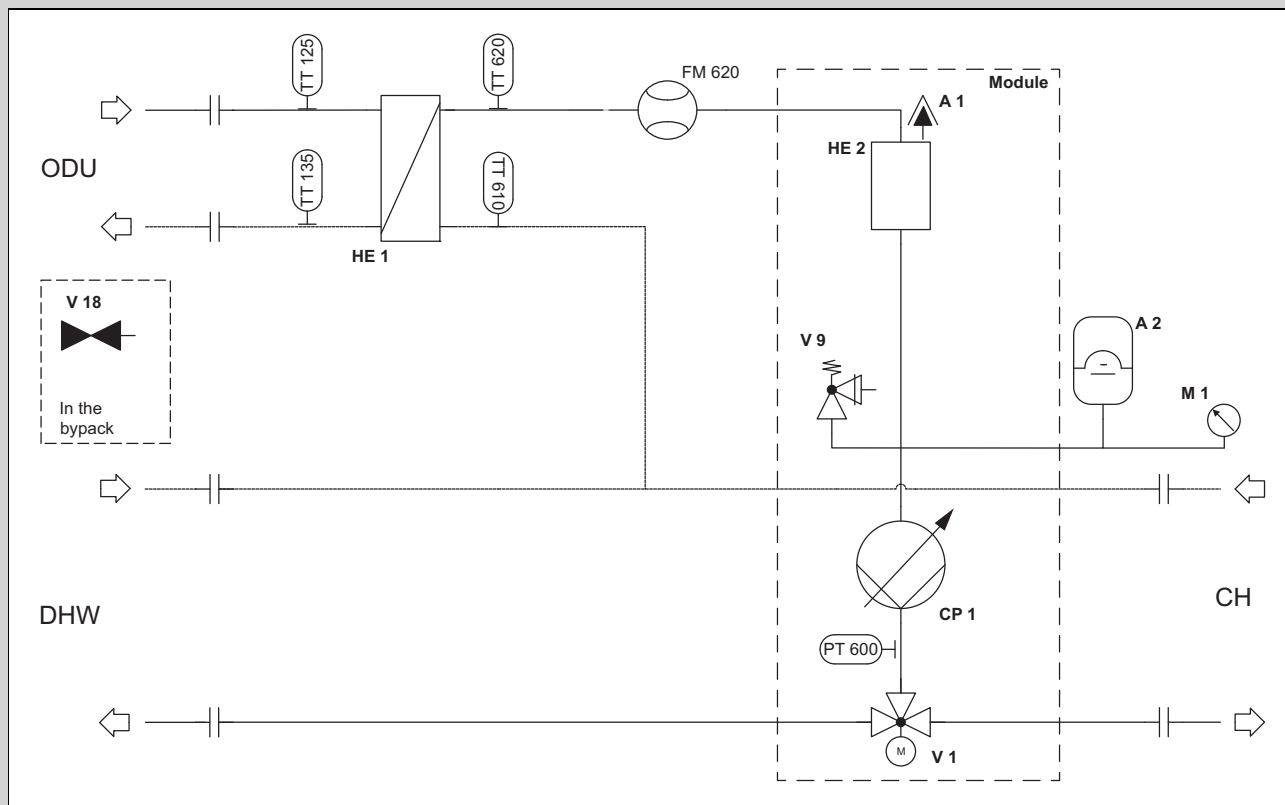 TT 125
TT 620
FM 620
Module
A 1
HE 2
ODU
TT 135
TT 610
HE 1
V 18
In the
bypack
V 9
A 2
M 1
DHW
CP 1
CH
PT 600
M
V 1